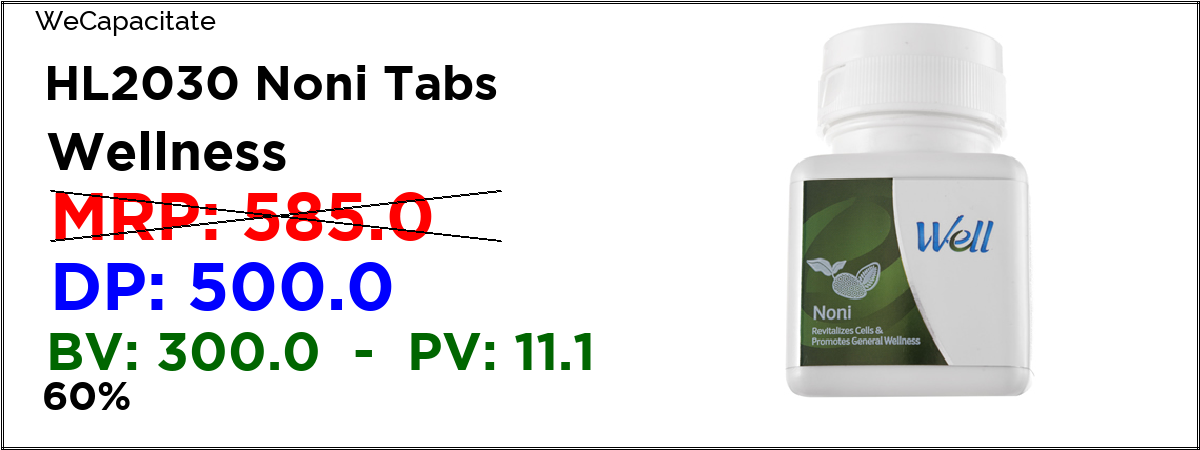 WeCapacitate
HL2030 Noni Tabs
Wellness
MRP: 585.0
DP: 500.0
BV: 300.0 - PV: 11.1
60%
Well
Noni
Revitalizes Cells &
Promotes General Wellness